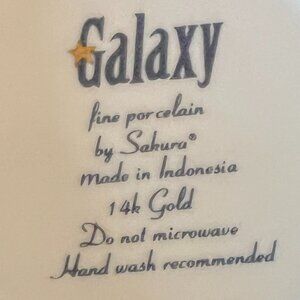 Galaxy
fine porcelain
by Sakura®
made in Indonesia
14k Gold
Do not microwave
Hand wash recommended